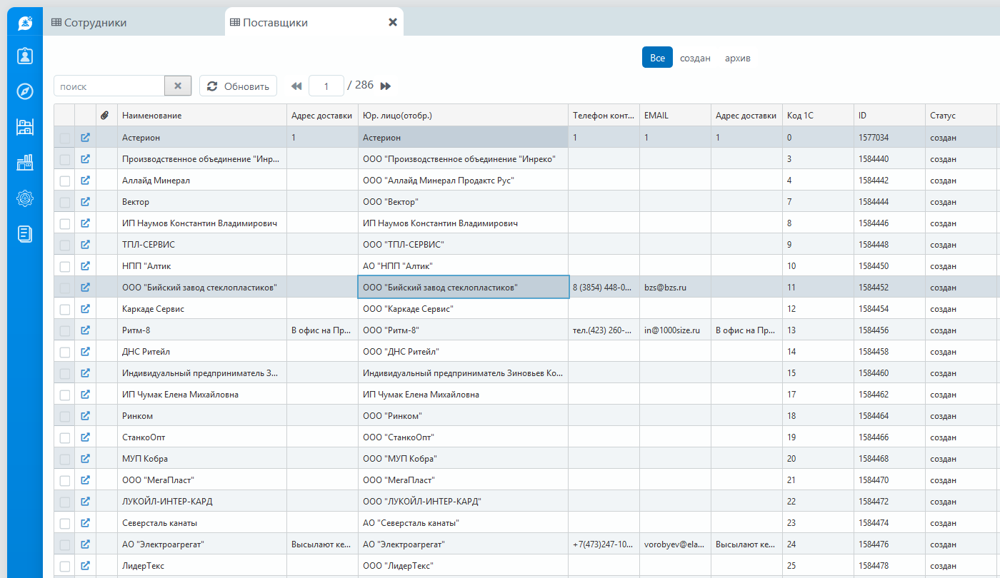 Сотрудники Поставщики
Все создан архив
поиск Обновить 1 / 286
Наименование Адрес доставки Юр. лицо(отобр.) Телефон конт... EMAIL Адрес доставки Код 1С ID Статус
Астерион 1 Астерион 1 1 1 0 1577034 создан
Производственное объединение "Инр... ООО "Производственное объединение "Инреко" 3 1584440 создан
Аллайд Минерал ООО "Аллайд Минерал Продактс Рус" 4 1584442 создан
Вектор ООО "Вектор" 7 1584444 создан
ИП Наумов Константин Владимирович ИП Наумов Константин Владимирович 8 1584446 создан
ТПЛ-СЕРВИС ООО "ТПЛ-СЕРВИС" 9 1584448 создан
НПП "Алтик АО "НПП "Алтик" 10 1584450 создан
ООО "Бийский завод стеклопластиков" ООО "Бийский завод стеклопластиков" 8 (3854) 448-0... bzs@bzs.ru 11 1584452 создан
Каркаде Сервис ООО "Каркаде Сервис" 12 1584454 создан
Ритм-8 В офис на Пр... ООО "Ритм-8" тел.(423) 260-... in@1000size.ru В офис на Пр... 13 1584456 создан
ДНС Ритейл ООО "ДНС Ритейл" 14 1584458 создан
Индивидуальный предприниматель З... Индивидуальный предприниматель Зиновьев Ко... 15 1584460 создан
ИП Чумак Елена Михайловна ИП Чумак Елена Михайловна 17 1584462 создан
Ринком ООО "Ринком" 18 1584464 создан
СтанкоОпт ООО "СтанкоОпт" 19 1584466 создан
МУП Кобра ООО "МУП Кобра" 20 1584468 создан
ООО "МегаПласт" ООО "МегаПласт" 21 1584470 создан
ЛУКОЙЛ-ИНТЕР-КАРД ООО "ЛУКОЙЛ-ИНТЕР-КАРД" 22 1584472 создан
Северсталь канаты АО "Северсталь канаты" 23 1584474 создан
АО "Электроагрегат" Высылают ке... АО "Электроагрегат" +7(473)247-10... vorobyev@ela... Высылают ке... 24 1584476 создан
ЛидерТекс ООО "ЛидерТекс" 25 1584478 создан